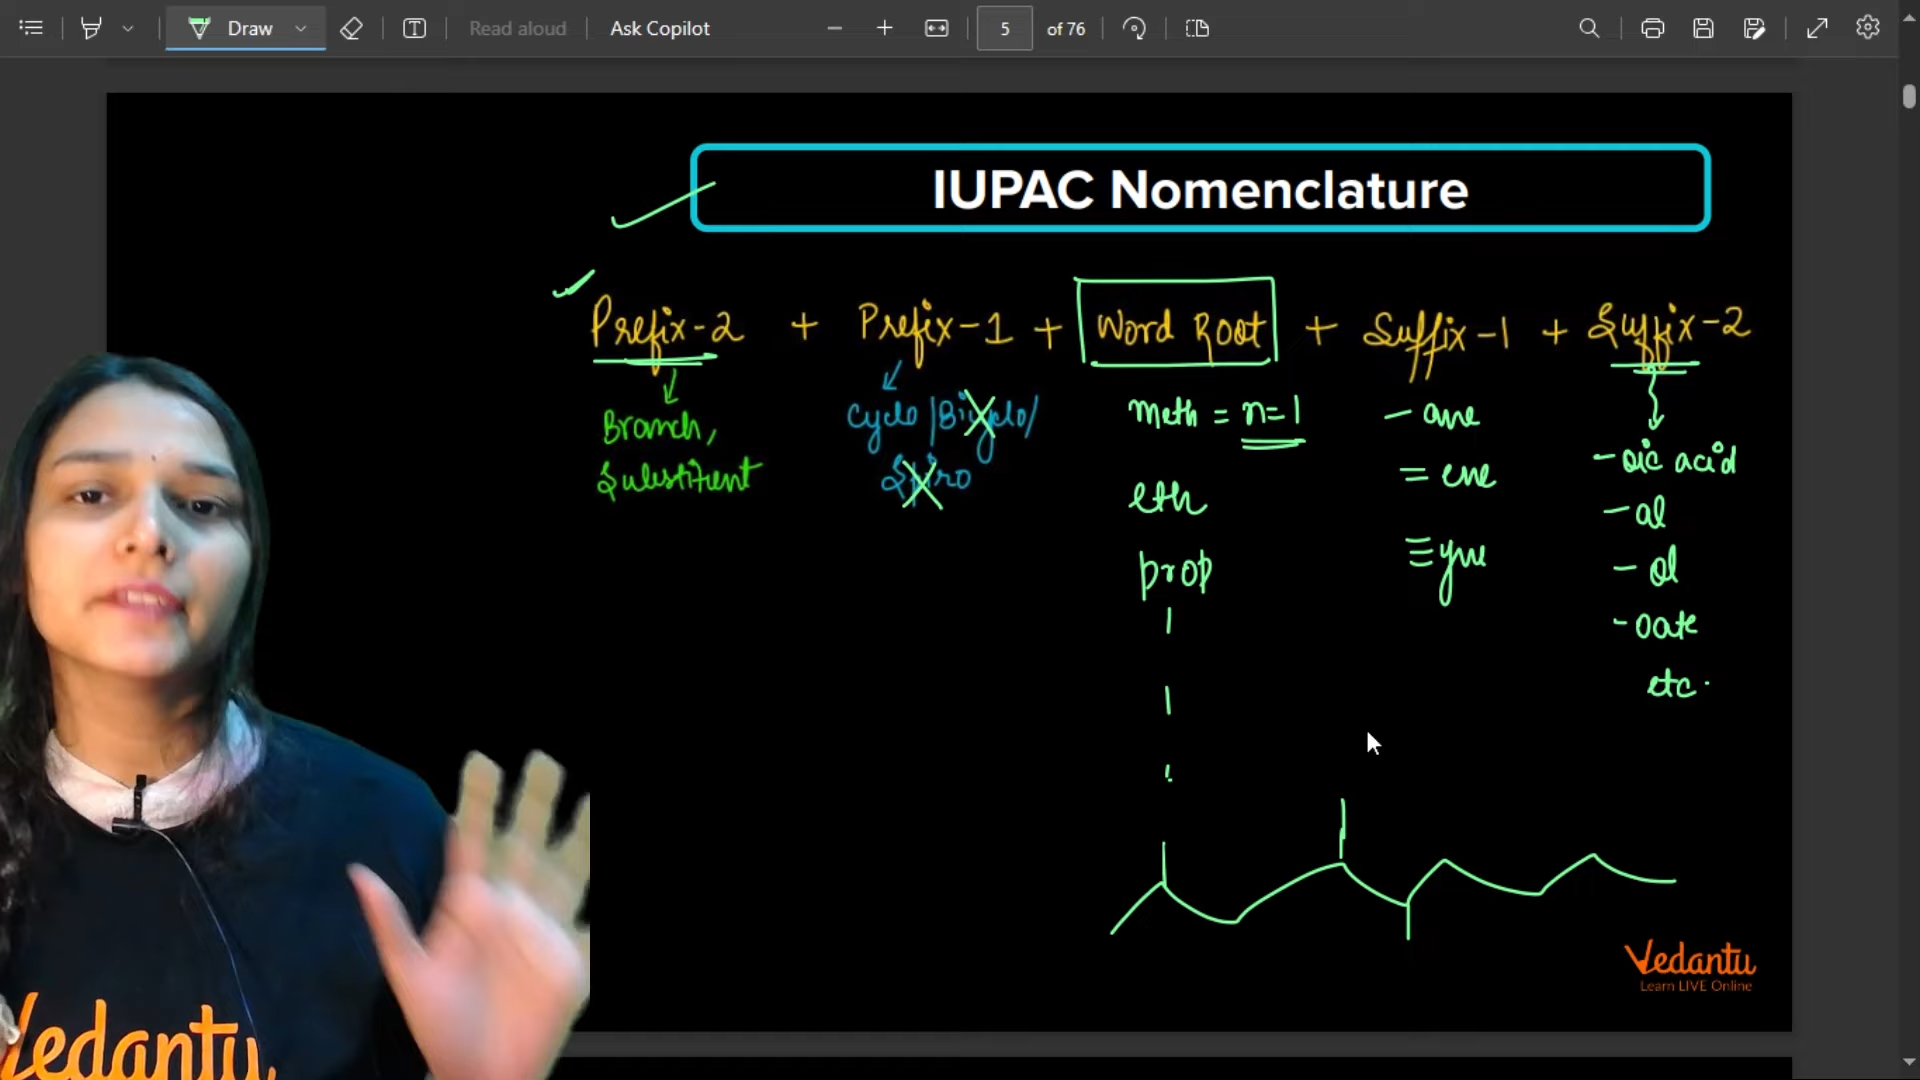 Draw
Read aloud
Ask Copilot
5 of 76
IUPAC Nomenclature
Prefix-2 + Prefix-1 + Word Root + Suffix-1 + Suffix-2
Branch,
Substituent
Cyclo/Bicyclo/
Spiro
Meth = n=1
eth
prop
- ane
= ene
≡ yne
- oic acid
- al
- ol
- oate
etc.
Vedantu
Learn LIVE Online
Vedantu